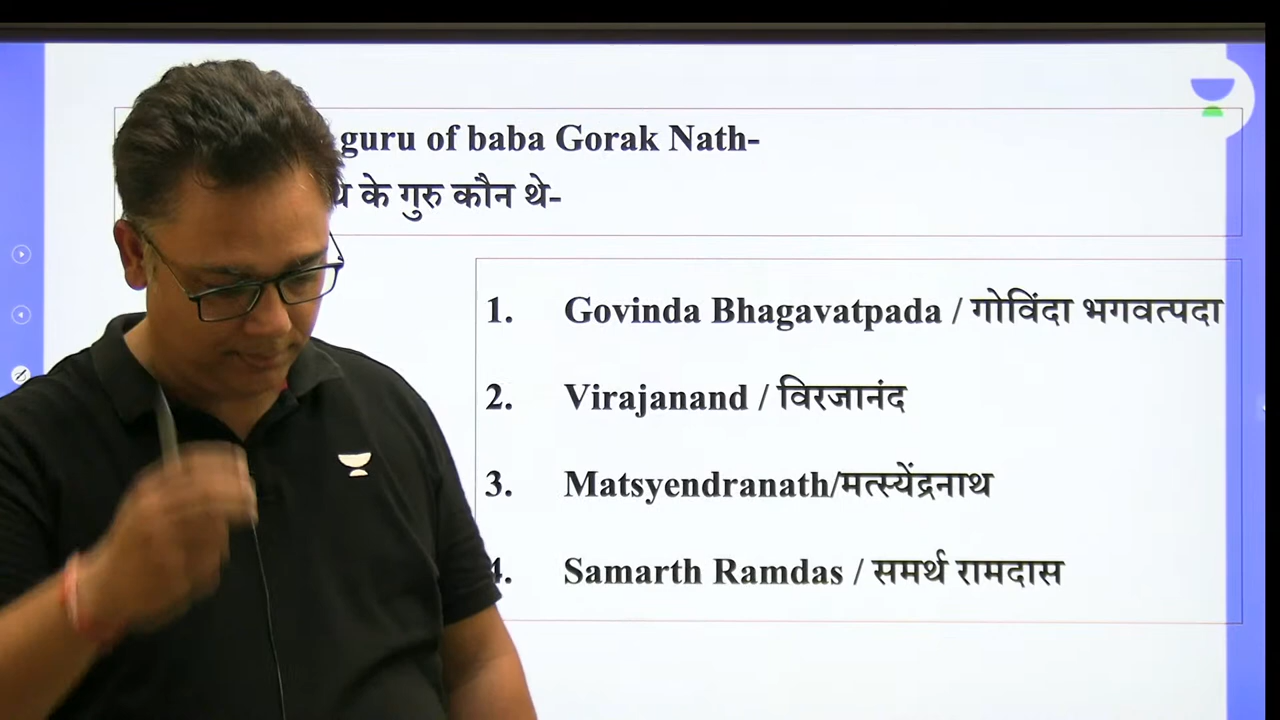 guru of baba Gorak Nath-
के गुरु कौन थे-
1. Govinda Bhagavatpada / गोविंदा भगवत्पदा
2. Virajanand / विरजानंद
3. Matsyendranath/मत्स्येंद्रनाथ
4. Samarth Ramdas / समर्थ रामदास